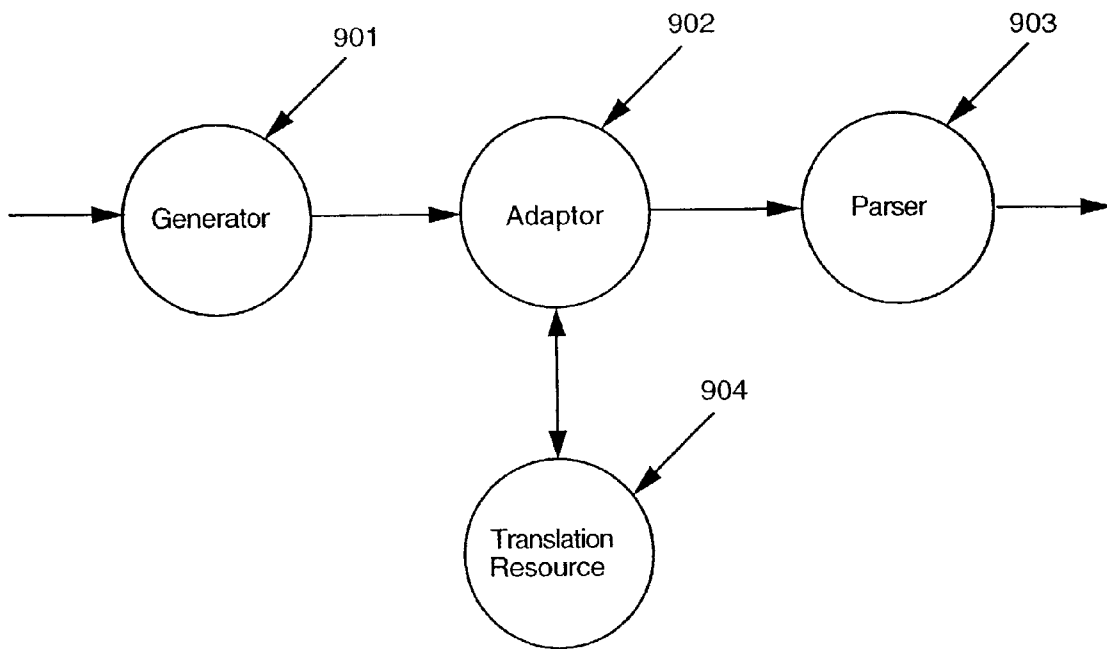 901
902
903
Generator
Adaptor
Parser
904
Translation
Resource